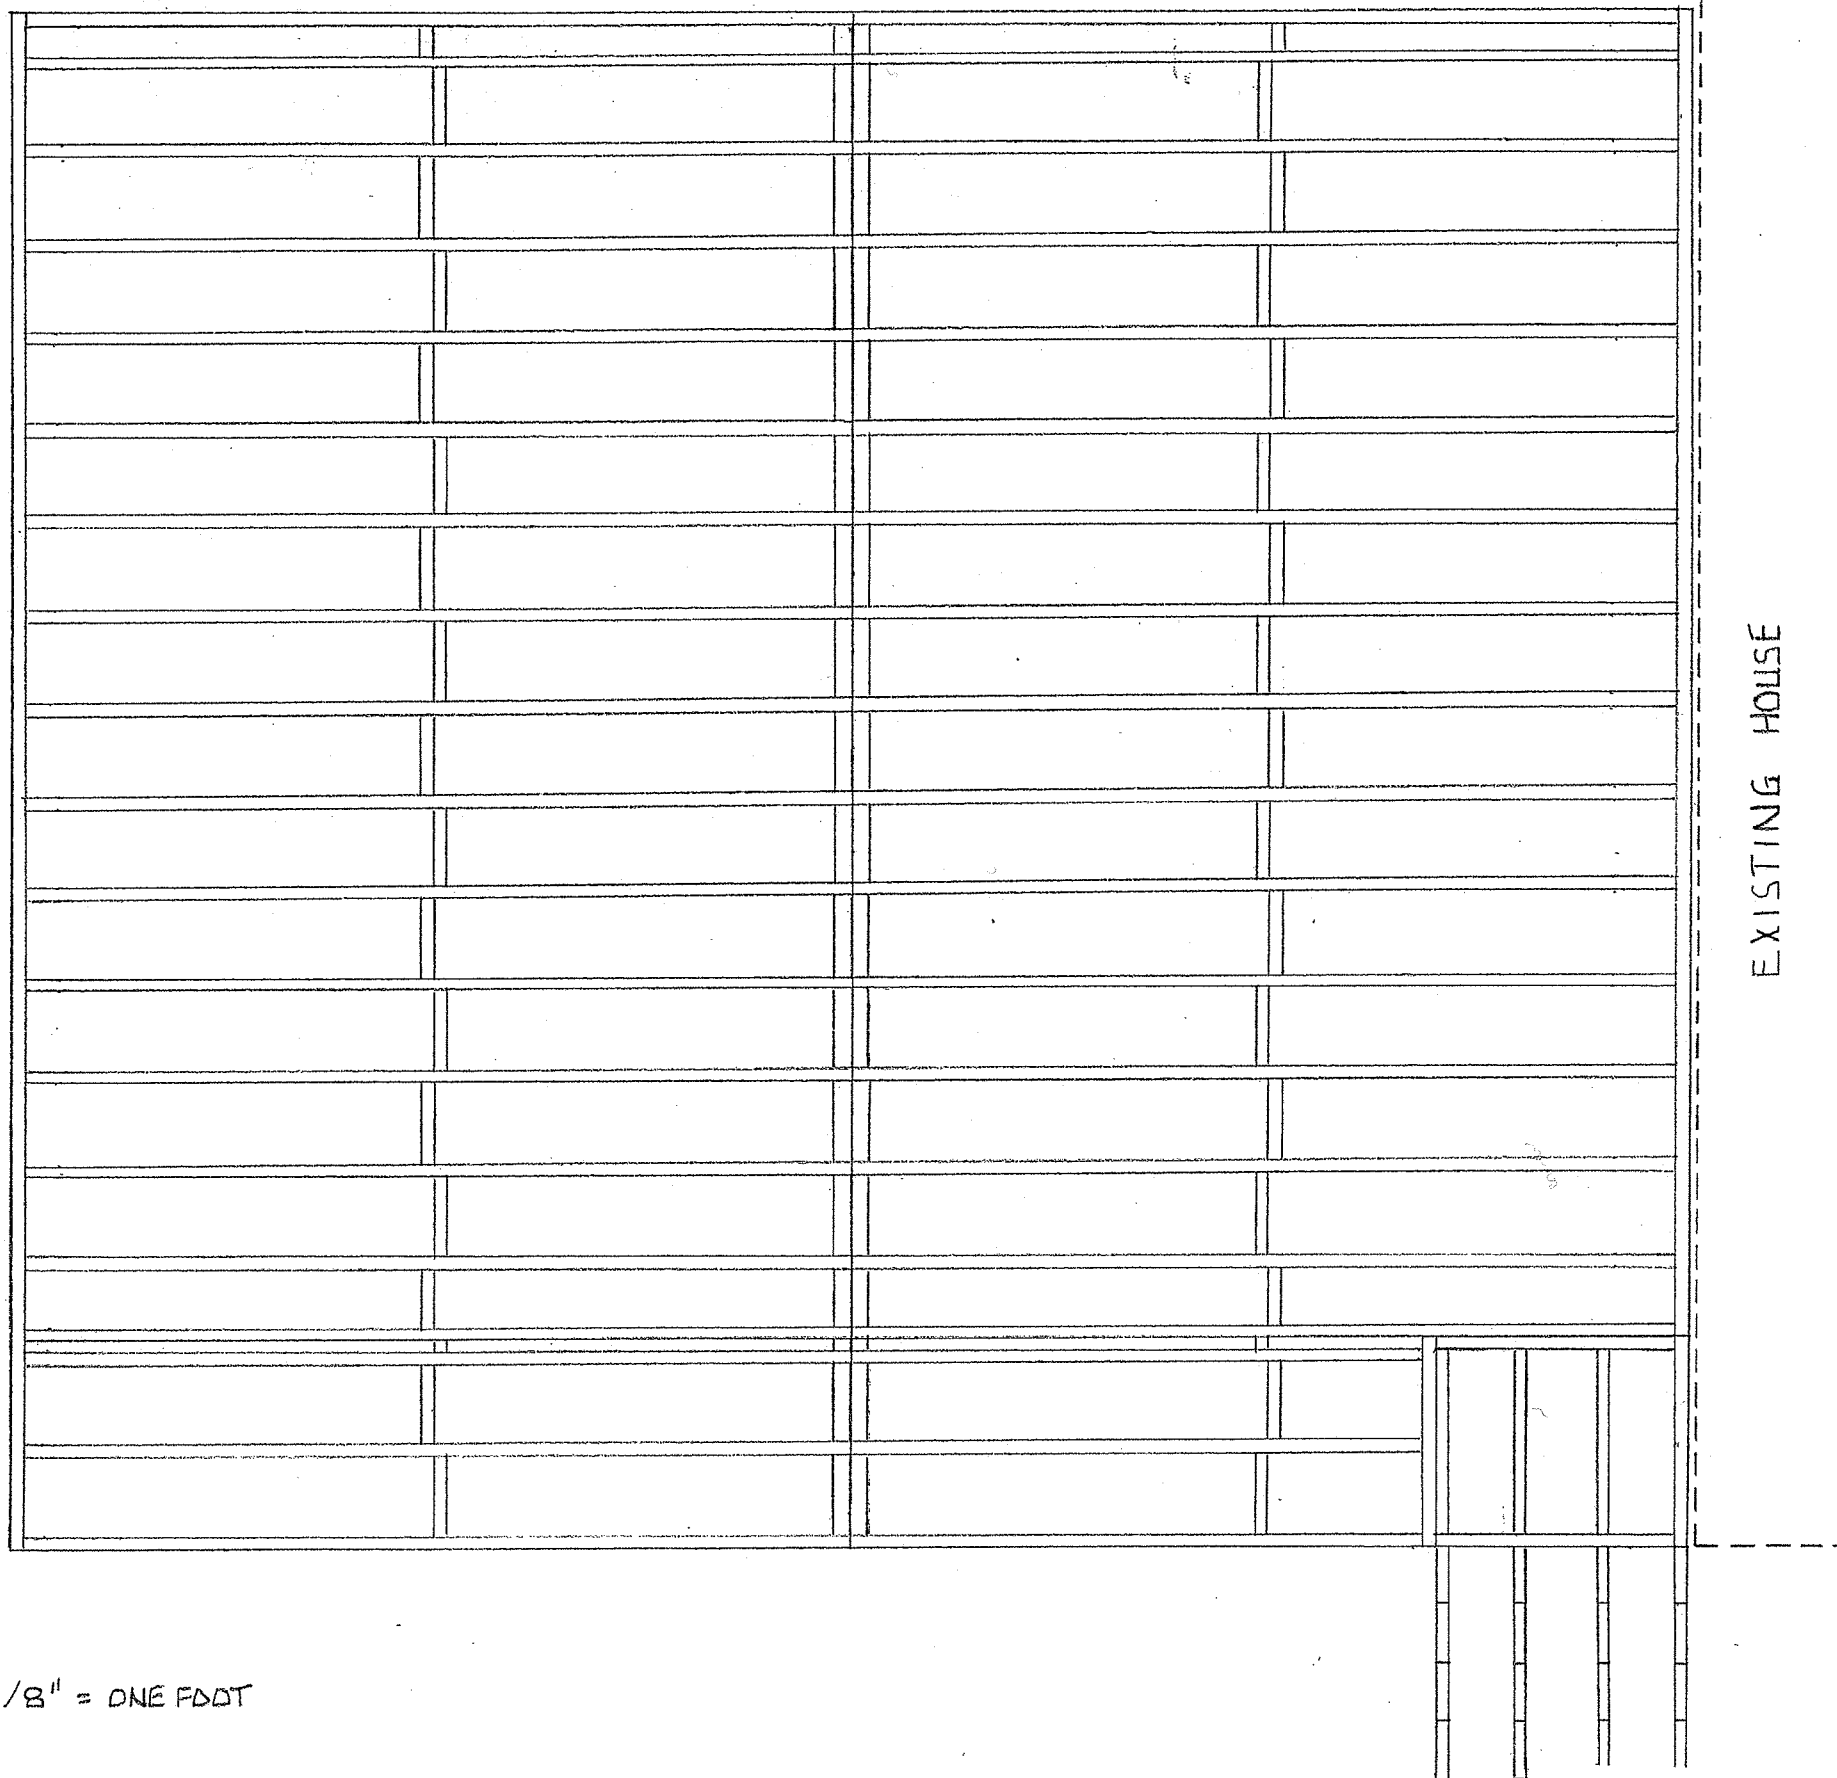 EXISTING HOUSE
/8" = ONE FOOT